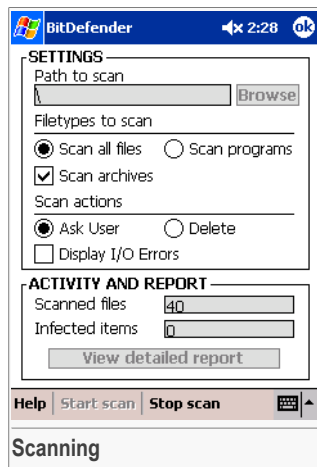 BitDefender 2:28 ok
SETTINGS
Path to scan
\ Browse
Filetypes to scan
Scan all files Scan programs
Scan archives
Scan actions
Ask User Delete
Display I/O Errors
ACTIVITY AND REPORT
Scanned files 40
Infected items 0
View detailed report
Help Start scan Stop scan
Scanning